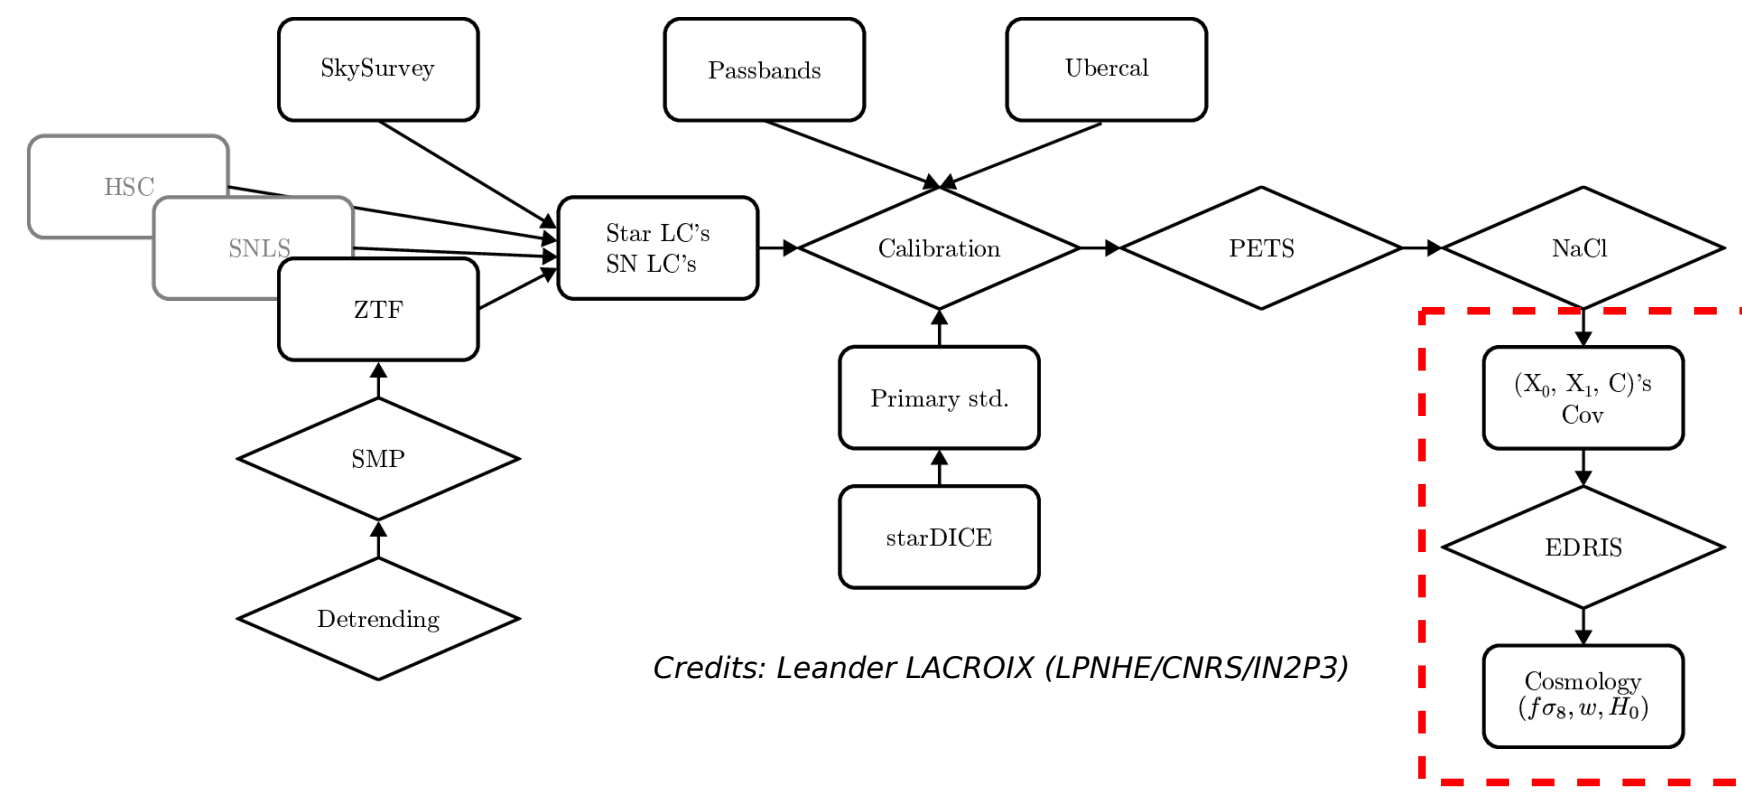 SkySurvey
Passbands
Ubercal
HSC
SNLS
ZTF
Star LC's
SN LC's
Calibration
PETS
NaCl
(X₀, X₁, C)'s
Cov
Primary std.
SMP
starDICE
EDRIS
Detrending
Credits: Leander LACROIX (LPNHE/CNRS/IN2P3)
Cosmology
(fσ₈, w, H₀)